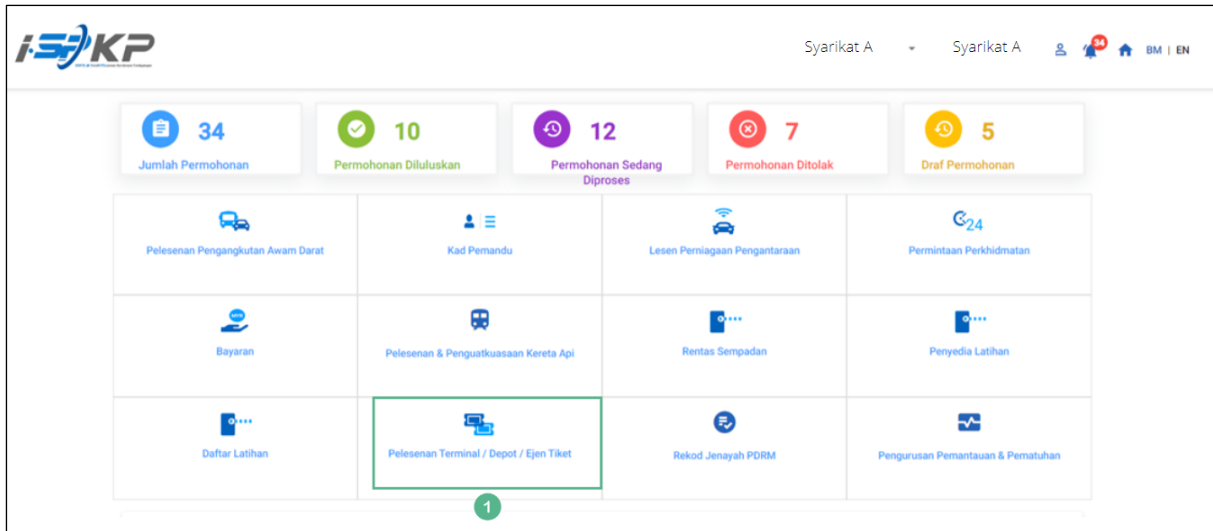 i-SPKP
Syarikat A
Syarikat A
34
BM | EN
34
Jumlah Permohonan
10
Permohonan Diluluskan
12
Permohonan Sedang
Diproses
7
Permohonan Ditolak
5
Draf Permohonan
Pelesenan Pengangkutan Awam Darat
Kad Pemandu
Lesen Perniagaan Pengantaraan
24
Permintaan Perkhidmatan
Bayaran
Pelesenan & Penguatkuasaan Kereta Api
Rentas Sempadan
Penyedia Latihan
Daftar Latihan
Pelesenan Terminal / Depot / Ejen Tiket
Rekod Jenayah PDRM
Pengurusan Pemantauan & Pematuhan
1